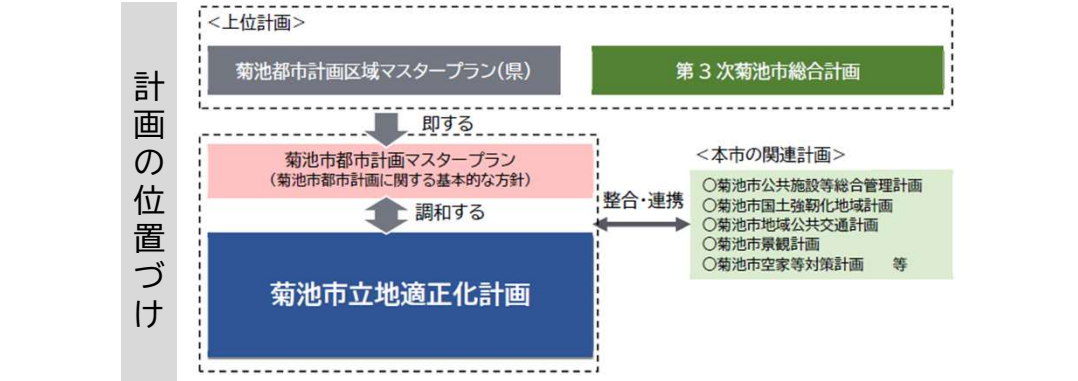 計画の位置づけ
＜上位計画＞
菊池都市計画区域マスタープラン(県)
第３次菊池市総合計画
即する
菊池市都市計画マスタープラン
（菊池市都市計画に関する基本的な方針）
調和する
菊池市立地適正化計画
整合・連携
＜本市の関連計画＞
○菊池市公共施設等総合管理計画
○菊池市国土強靭化地域計画
○菊池市地域公共交通計画
○菊池市景観計画
○菊池市空家等対策計画　　等